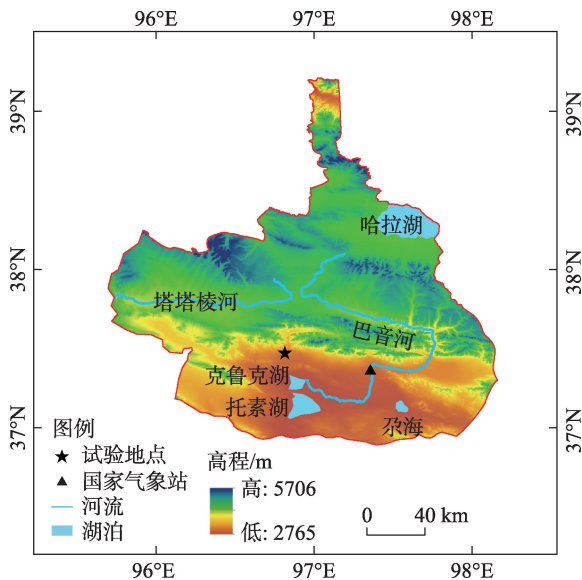 96°E 97°E 98°E
39°N 39°N
哈拉湖
38°N 38°N
塔塔棱河
巴音河
克鲁克湖
托素湖 尕海
37°N 37°N
图例
试验地点
国家气象站
河流
湖泊
高程/m
高: 5706
低: 2765
0 40 km
96°E 97°E 98°E